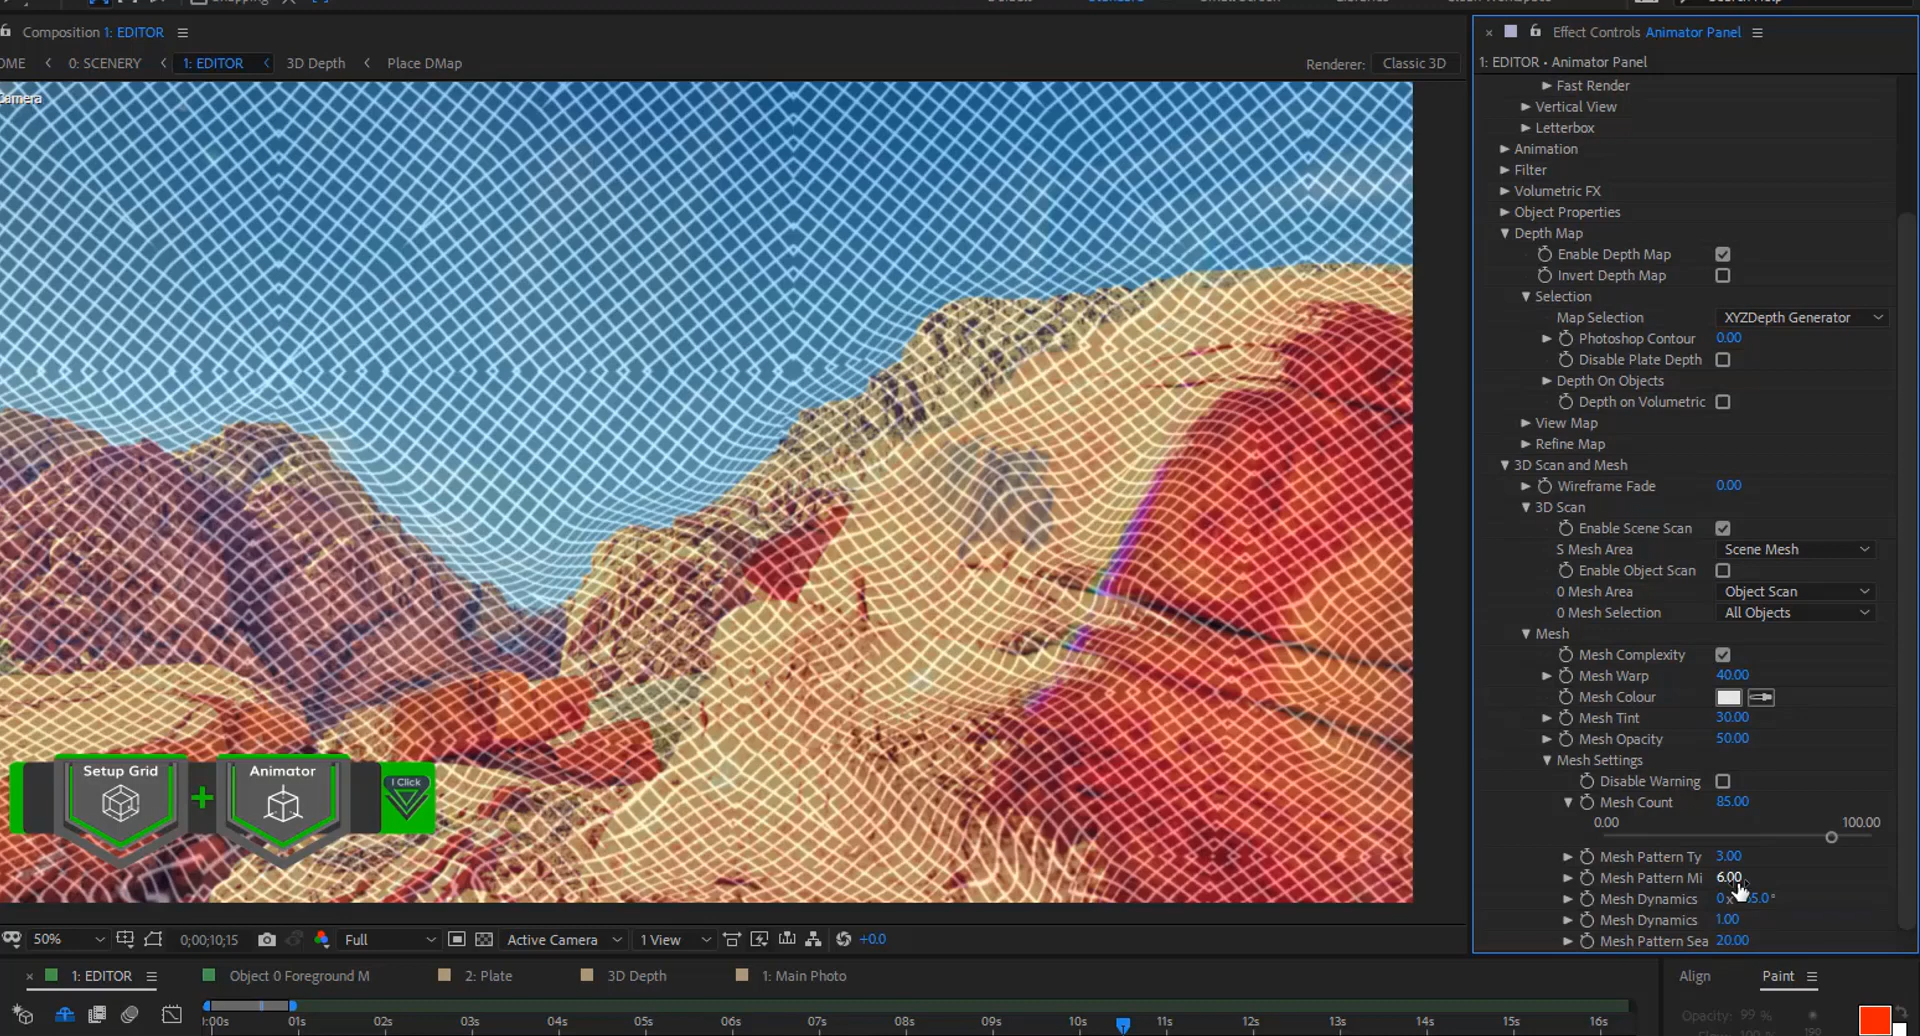 Composition 1: EDITOR
0: SCENERY
1: EDITOR
3D Depth
Place DMap
Renderer:
Classic 3D
Setup Grid
+
Animator
I Click
50%
0;00;10;15
Full
Active Camera
1 View
+0.0
1: EDITOR
Object 0 Foreground M
2: Plate
3D Depth
1: Main Photo
01s
02s
03s
04s
05s
06s
07s
08s
09s
10s
11s
12s
13s
14s
15s
16s
Effect Controls Animator Panel
1: EDITOR • Animator Panel
Fast Render
Vertical View
Letterbox
Animation
Filter
Volumetric FX
Object Properties
Depth Map
Enable Depth Map
Invert Depth Map
Selection
Map Selection XYZDepth Generator
Photoshop Contour 0.00
Disable Plate Depth
Depth On Objects
Depth on Volumetric
View Map
Refine Map
3D Scan and Mesh
Wireframe Fade 0.00
3D Scan
Enable Scene Scan
S Mesh Area Scene Mesh
Enable Object Scan
0 Mesh Area Object Scan
0 Mesh Selection All Objects
Mesh
Mesh Complexity
Mesh Warp 40.00
Mesh Colour
Mesh Tint 30.00
Mesh Opacity 50.00
Mesh Settings
Disable Warning
Mesh Count 85.00
0.00 100.00
Mesh Pattern Ty 3.00
Mesh Pattern Mi 6.00
Mesh Dynamics 0 x
Mesh Dynamics 1.00
Mesh Pattern Sea 20.00
Align
Paint
Opacity: 99 %